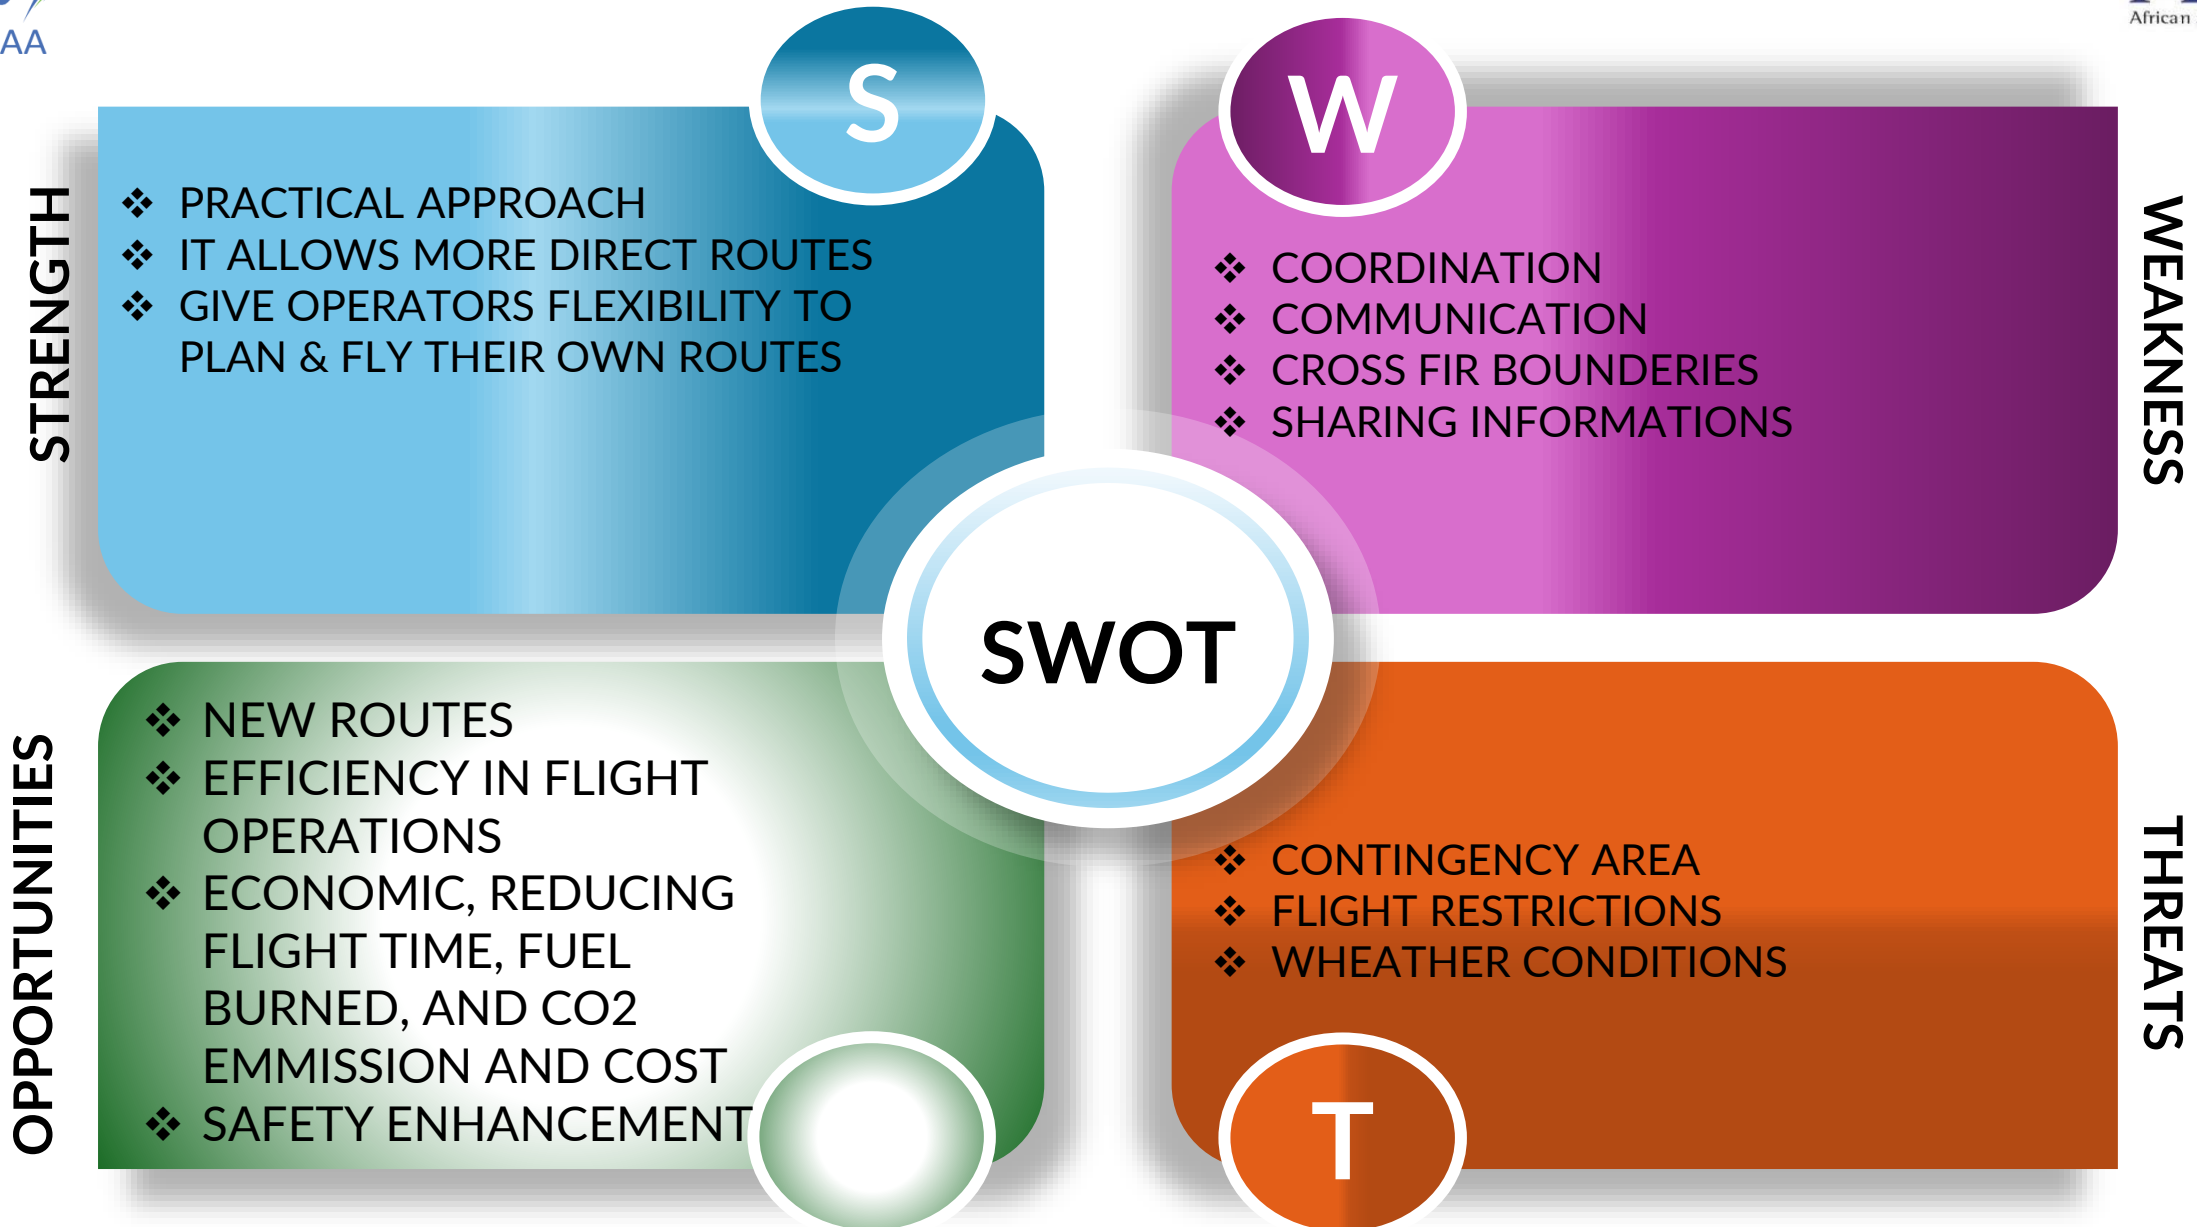 AA
African
S
STRENGTH
❖ PRACTICAL APPROACH
❖ IT ALLOWS MORE DIRECT ROUTES
❖ GIVE OPERATORS FLEXIBILITY TO
PLAN & FLY THEIR OWN ROUTES
W
WEAKNESS
❖ COORDINATION
❖ COMMUNICATION
❖ CROSS FIR BOUNDERIES
❖ SHARING INFORMATIONS
SWOT
OPPORTUNITIES
❖ NEW ROUTES
❖ EFFICIENCY IN FLIGHT
OPERATIONS
❖ ECONOMIC, REDUCING
FLIGHT TIME, FUEL
BURNED, AND CO2
EMMISSION AND COST
❖ SAFETY ENHANCEMENT
THREATS
❖ CONTINGENCY AREA
❖ FLIGHT RESTRICTIONS
❖ WHEATHER CONDITIONS
T